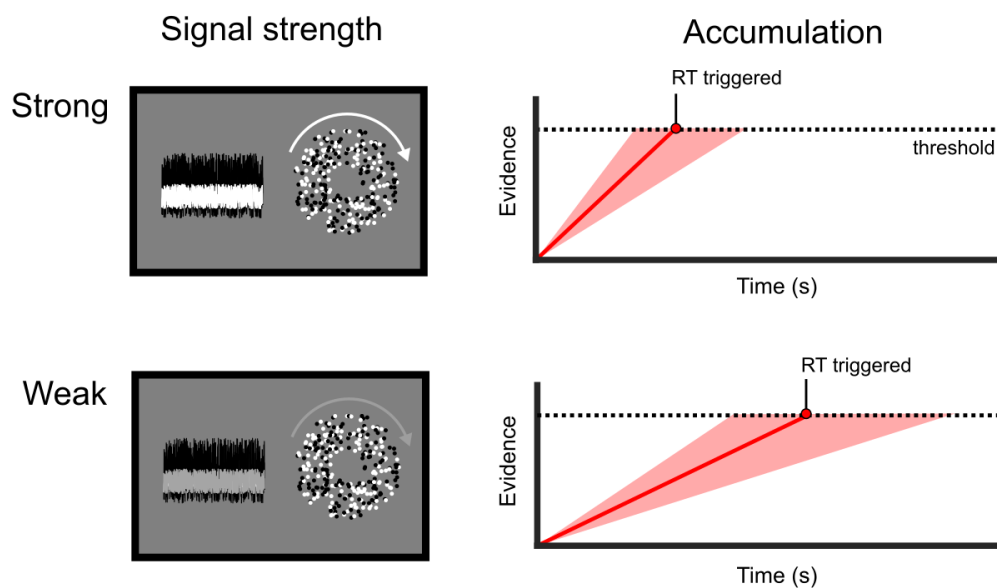 Signal strength
Accumulation
Strong
RT triggered
threshold
Evidence
Time (s)
Weak
RT triggered
Evidence
Time (s)